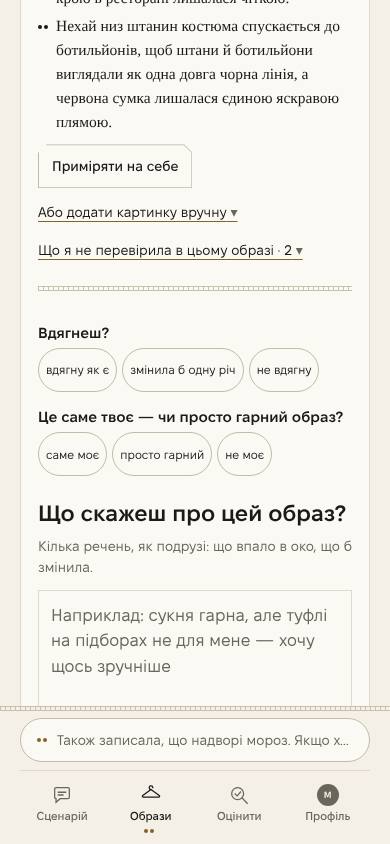 крою в ресторані лишалася чіткою.
•• Нехай низ штанин костюма спускається до
ботильйонів, щоб штани й ботильйони
виглядали як одна довга чорна лінія, а
червона сумка лишалася єдиною яскравою
плямою.
Приміряти на себе
Або додати картинку вручну ▾
Що я не перевірила в цьому образі · 2 ▾
Вдягнеш?
вдягну як є
змінила б одну річ
не вдягну
Це саме твоє — чи просто гарний образ?
саме моє
просто гарний
не моє
Що скажеш про цей образ?
Кілька речень, як подрузі: що впало в око, що б
змінила.
Наприклад: сукня гарна, але туфлі
на підборах не для мене — хочу
щось зручніше
•• Також записала, що надворі мороз. Якщо х...
Сценарій
Образи
Оцінити
М
Профіль